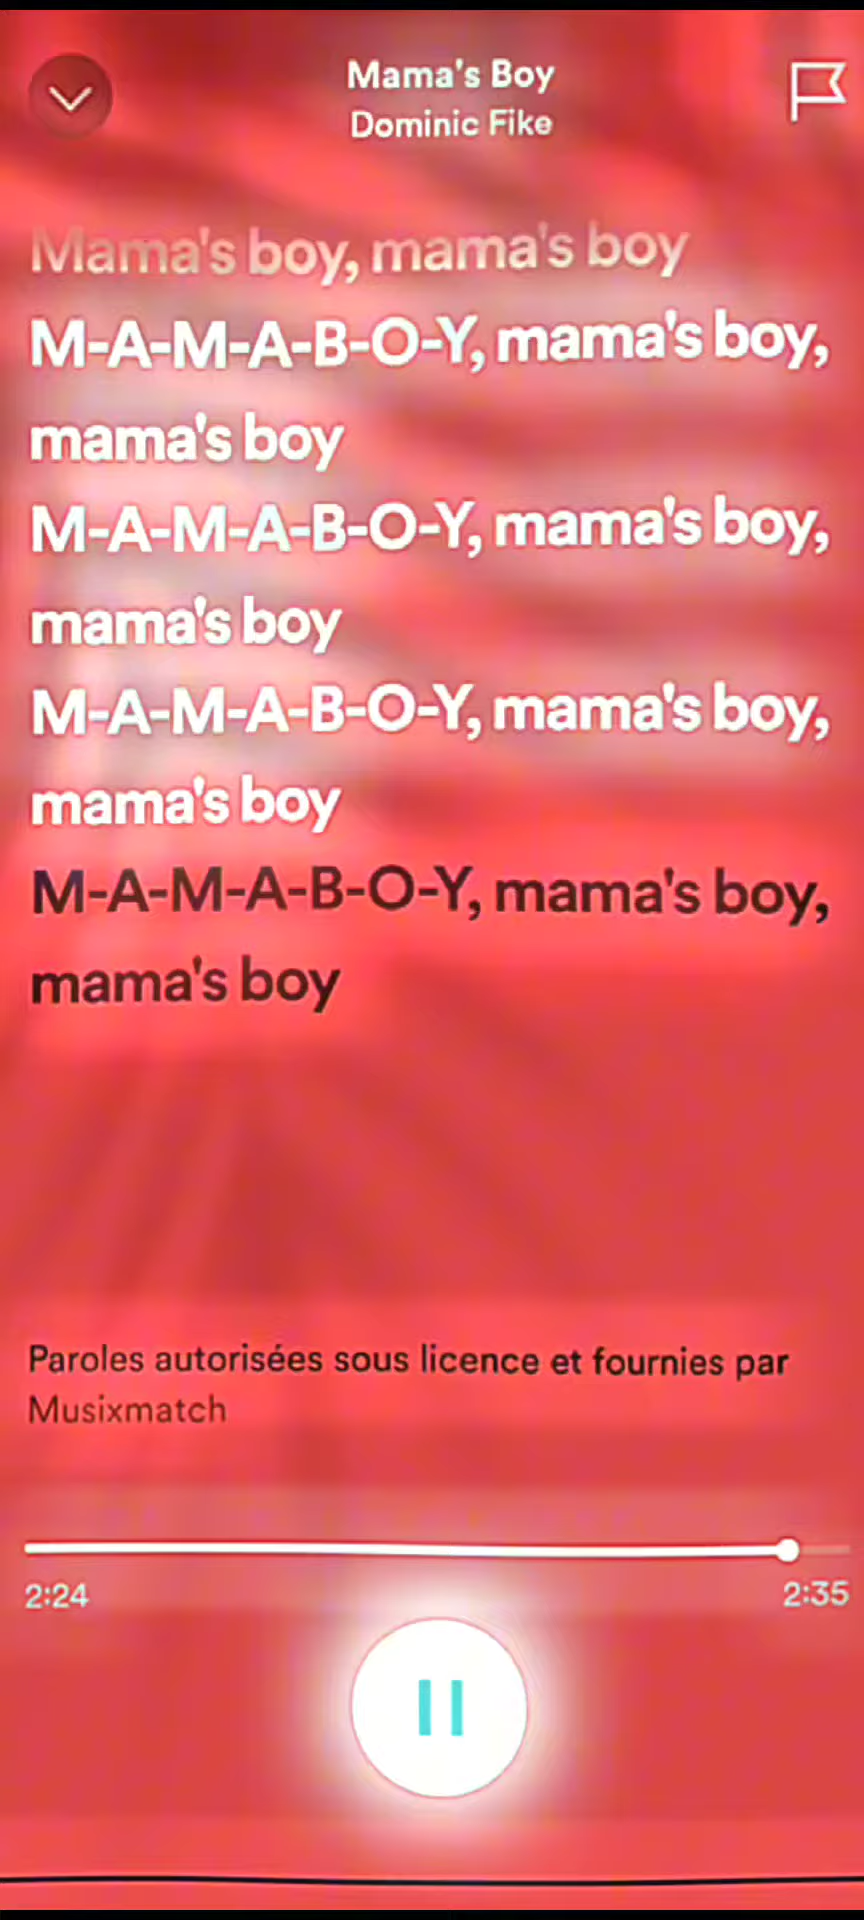 Mama's Boy
Dominic Fike
Mama's boy, mama's boy
M-A-M-A-B-O-Y, mama's boy,
mama's boy
M-A-M-A-B-O-Y, mama's boy,
mama's boy
M-A-M-A-B-O-Y, mama's boy,
mama's boy
M-A-M-A-B-O-Y, mama's boy,
mama's boy
Paroles autorisées sous licence et fournies par
Musixmatch
2:24
2:35